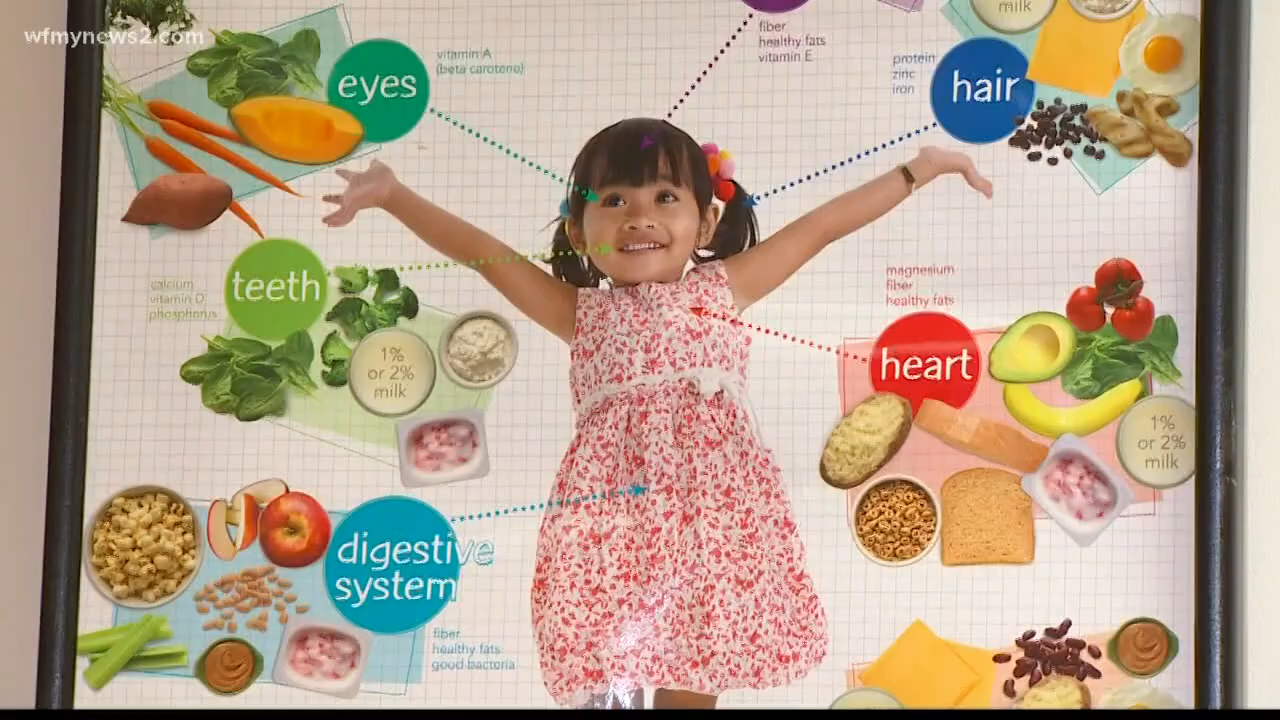 wfmynews2.com
fiber
healthy fats
vitamin E
milk
eyes
vitamin A
(beta carotene)
protein
zinc
iron
hair
calcium
vitamin D
phosphorus
teeth
1%
or 2%
milk
magnesium
fiber
healthy fats
heart
1%
or 2%
milk
digestive
system
fiber
healthy fats
good bacteria